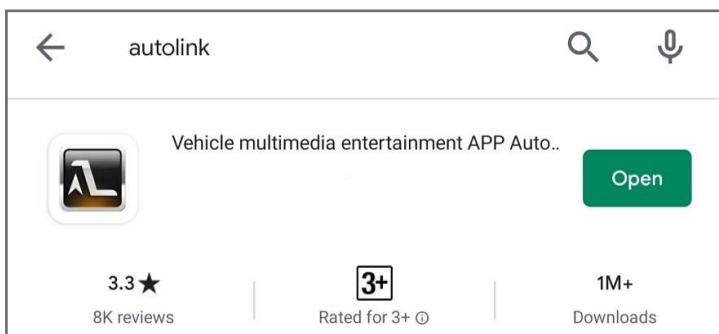 autolink
Vehicle multimedia entertainment APP Auto..
Open
3.3★
3+
1M+
8K reviews
Rated for 3+ ⓘ
Downloads